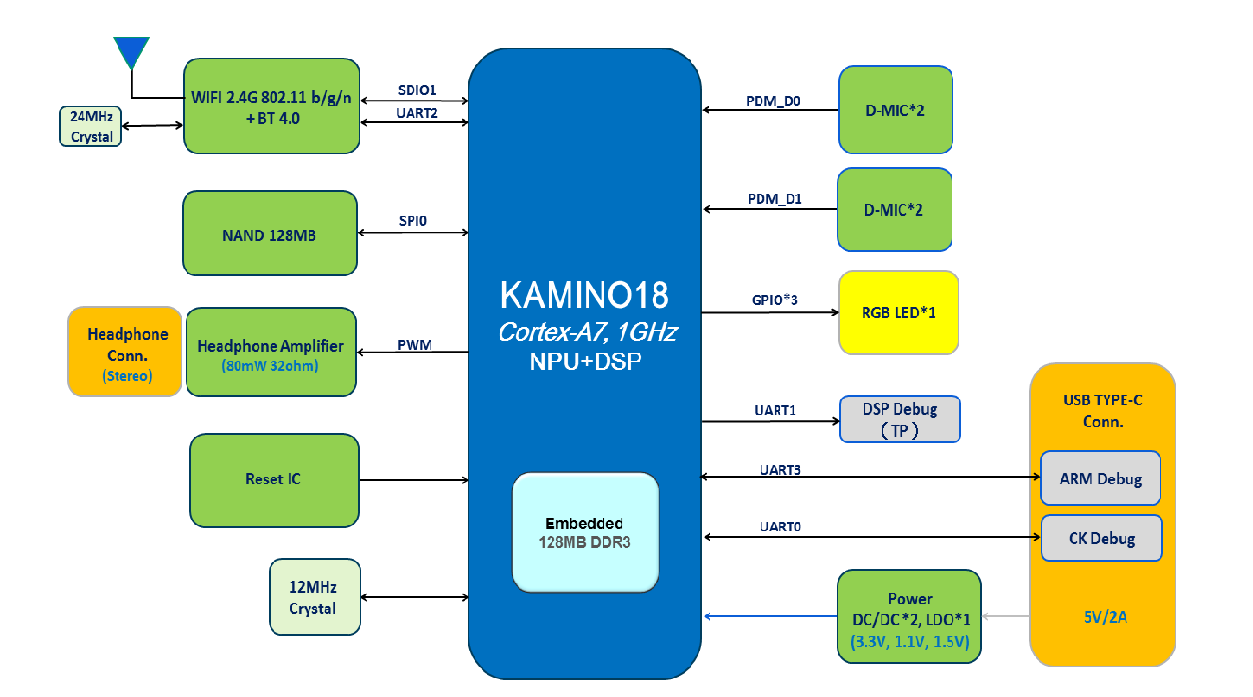 WIFI 2.4G 802.11 b/g/n
+ BT 4.0
24MHz
Crystal
SDIO1
UART2
NAND 128MB
SPI0
Headphone
Conn.
(Stereo)
Headphone Amplifier
(80mW 32ohm)
PWM
Reset IC
12MHz
Crystal
KAMINO18
Cortex-A7, 1GHz
NPU+DSP
Embedded
128MB DDR3
PDM_D0
D-MIC*2
PDM_D1
D-MIC*2
GPIO*3
RGB LED*1
UART1
DSP Debug
( TP )
USB TYPE-C
Conn.
UART3
ARM Debug
UART0
CK Debug
Power
DC/DC*2, LDO*1
(3.3V, 1.1V, 1.5V)
5V/2A